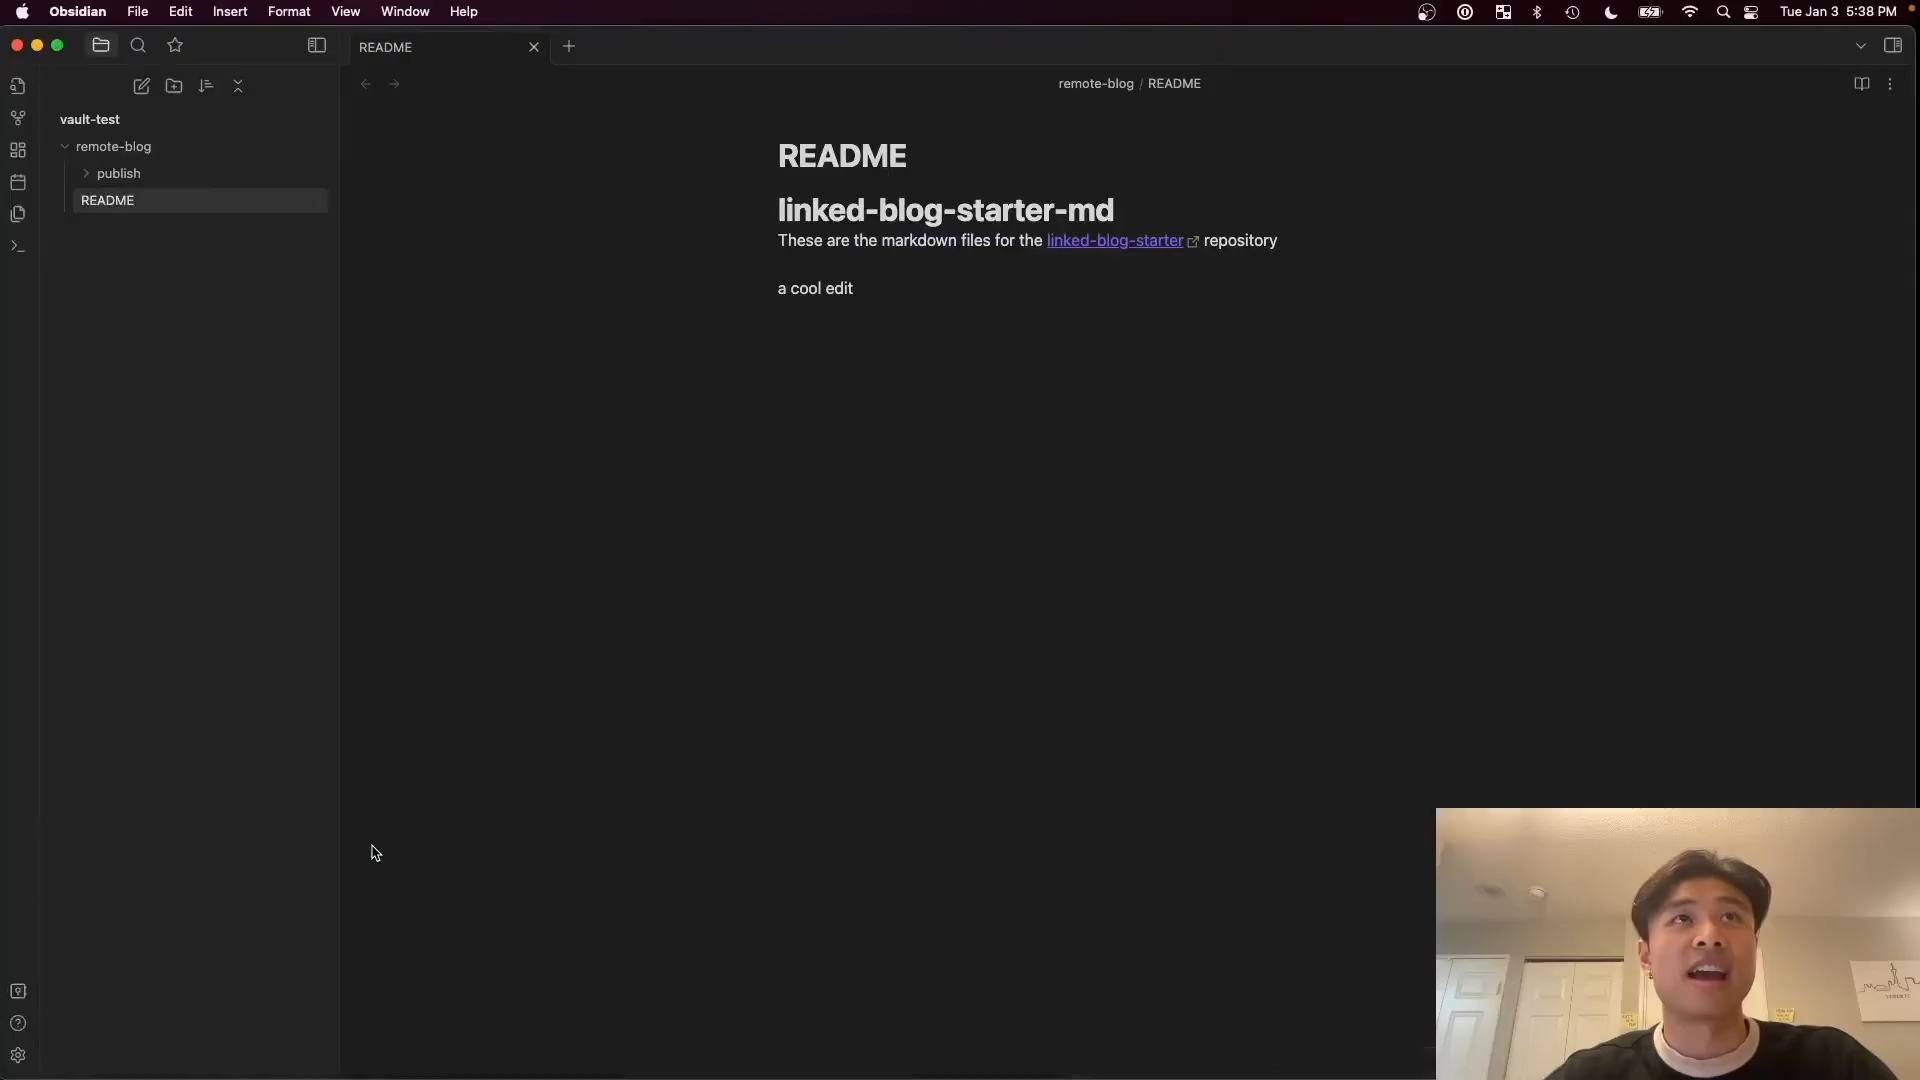 Obsidian File Edit Insert Format View Window Help Tue Jan 3 5:38 PM
README
remote-blog / README
vault-test
remote-blog
publish
README
README
linked-blog-starter-md
These are the markdown files for the linked-blog-starter repository
a cool edit